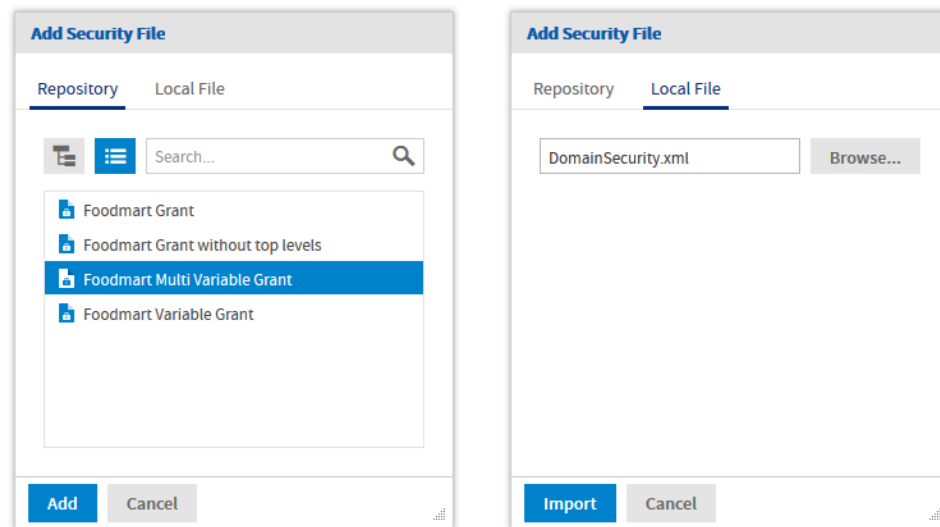 Add Security File
Repository Local File
Search...
Foodmart Grant
Foodmart Grant without top levels
Foodmart Multi Variable Grant
Foodmart Variable Grant
Add Cancel
Add Security File
Repository Local File
DomainSecurity.xml Browse...
Import Cancel